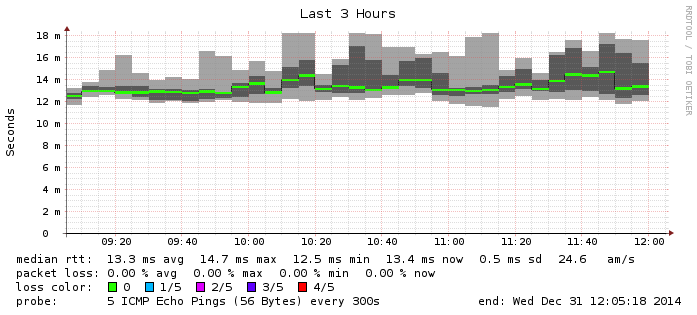 Last 3 Hours
RRDTOOL / TOBI OETIKER
Seconds
18 m
16 m
14 m
12 m
10 m
8 m
6 m
4 m
2 m
0
09:20 09:40 10:00 10:20 10:40 11:00 11:20 11:40 12:00
median rtt: 13.3 ms avg 14.7 ms max 12.5 ms min 13.4 ms now 0.5 ms sd 24.6 am/s
packet loss: 0.00 % avg 0.00 % max 0.00 % min 0.00 % now
loss color: 0 1/5 2/5 3/5 4/5
probe: 5 ICMP Echo Pings (56 Bytes) every 300s end: Wed Dec 31 12:05:18 2014